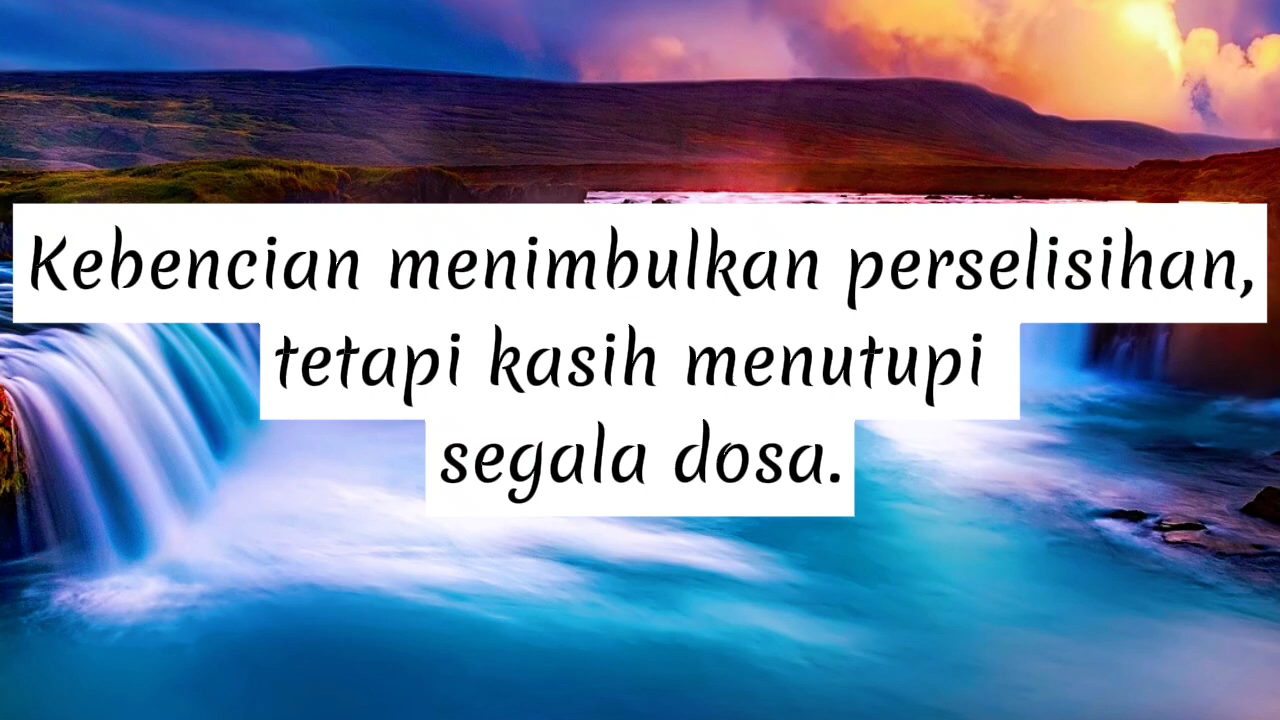 Kebencian menimbulkan perselisihan,
tetapi kasih menutupi
segala dosa.